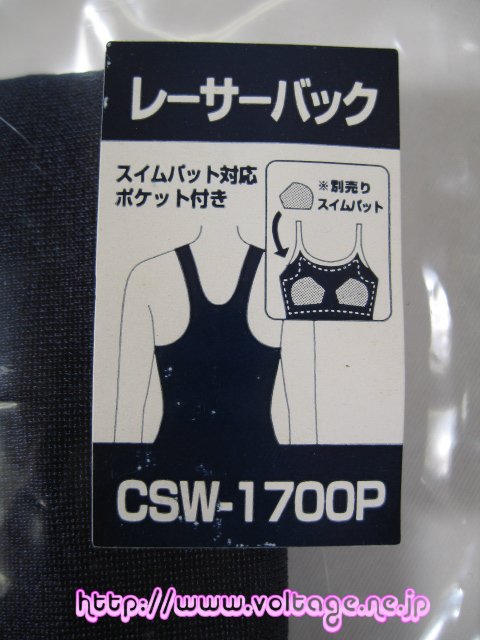 レーサーバック
スイムパット対応
ポケット付き
※別売り
スイムパット
CSW-1700P
http://www.voltage.ne.jp